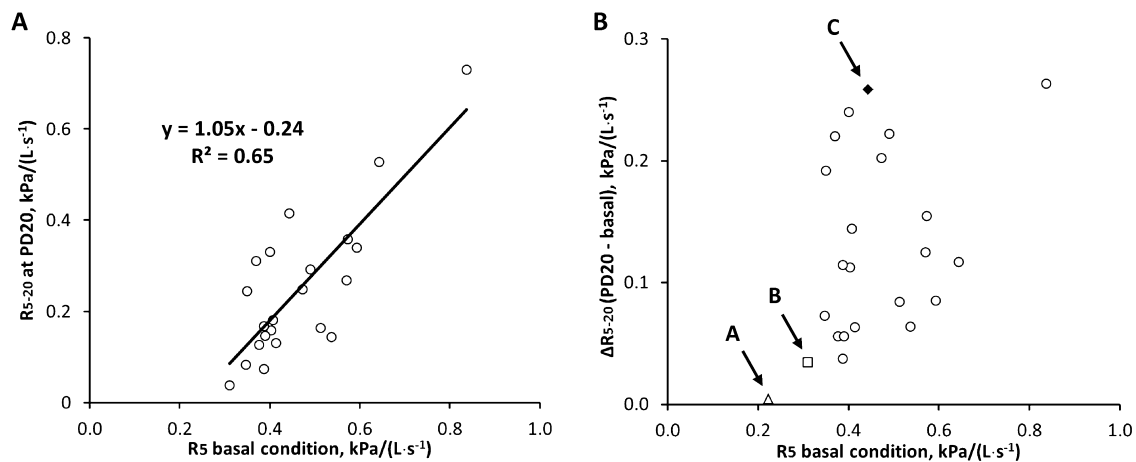 A
0.8
0.6
0.4
0.2
0
R5-20 at PD20, kPa/(L·s-1)
y = 1.05x - 0.24
R² = 0.65
0.0 0.2 0.4 0.6 0.8 1.0
R5 basal condition, kPa/(L·s-1)
B
0.3
0.2
0.1
0.0
ΔR5-20 (PD20 - basal), kPa/(L·s-1)
C
B
A
0.0 0.2 0.4 0.6 0.8 1.0
R5 basal condition, kPa/(L·s-1)